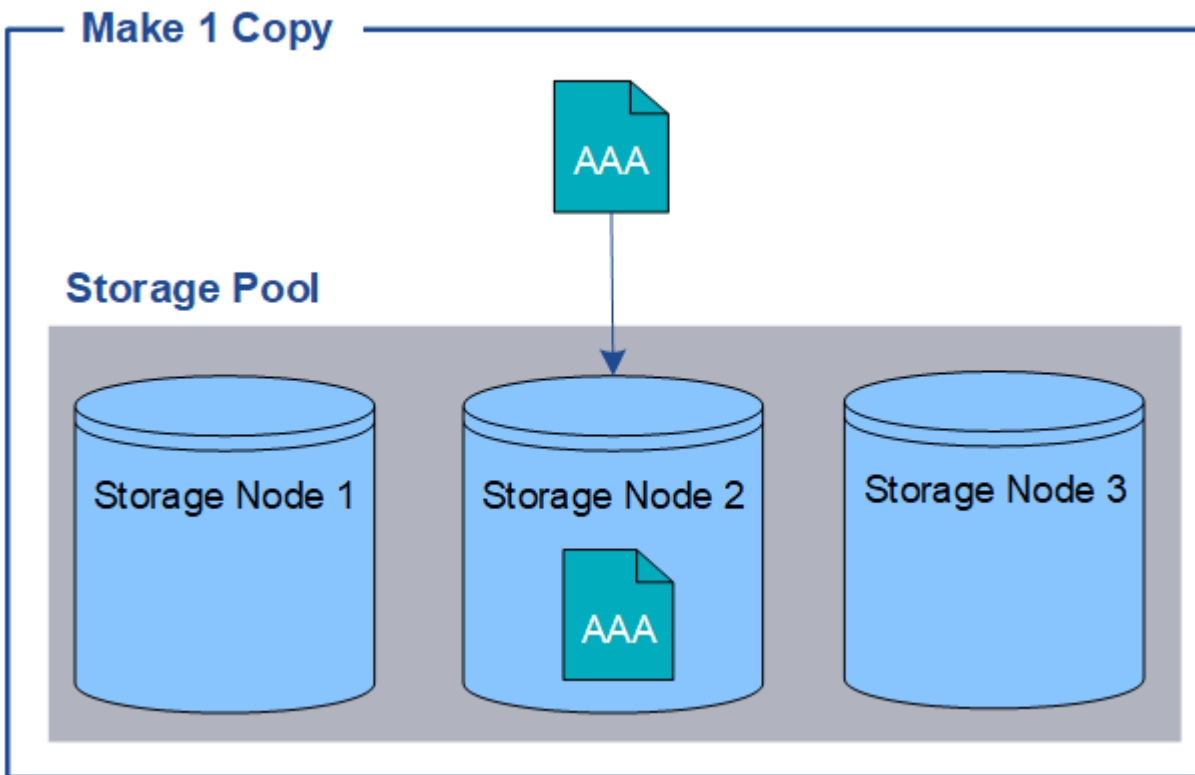 Make 1 Copy
AAA
Storage Pool
Storage Node 1
Storage Node 2
Storage Node 3
AAA